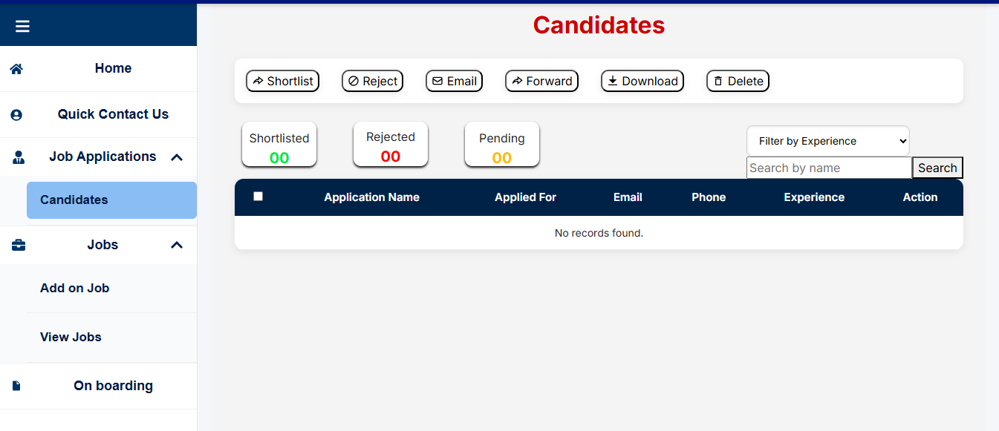 Candidates
Home
Quick Contact Us
Job Applications
Candidates
Jobs
Add on Job
View Jobs
On boarding
Shortlist Reject Email Forward Download Delete
Shortlisted Rejected Pending
00 00 00
Filter by Experience
Search by name Search
Application Name Applied For Email Phone Experience Action
No records found.